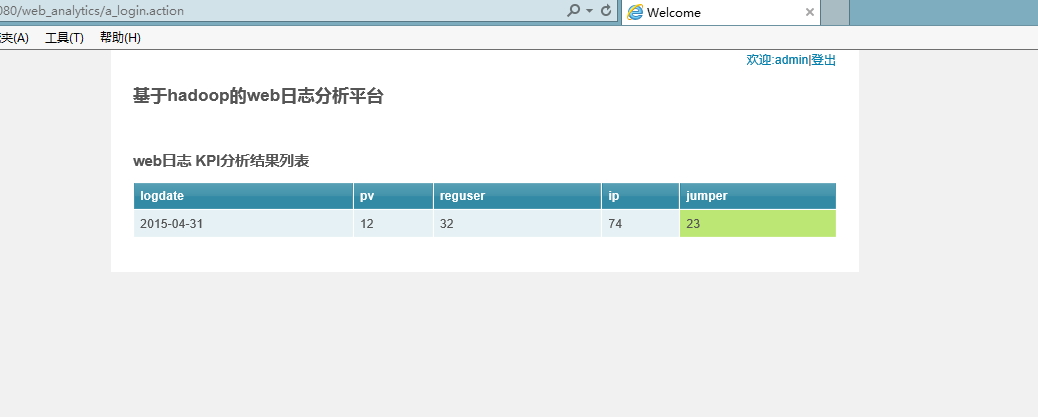 080/web_analytics/a_login.action
Welcome
夹(A) 工具(T) 帮助(H)
欢迎:admin|登出
基于hadoop的web日志分析平台
web日志 KPI分析结果列表
logdate pv reguser ip jumper
2015-04-31 12 32 74 23